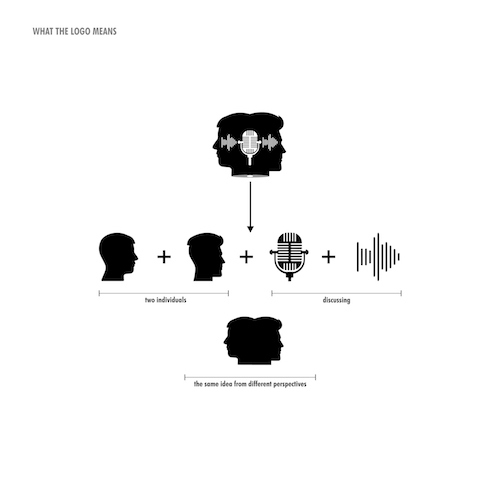 WHAT THE LOGO MEANS
+ + +
two individuals discussing
the same idea from different perspectives